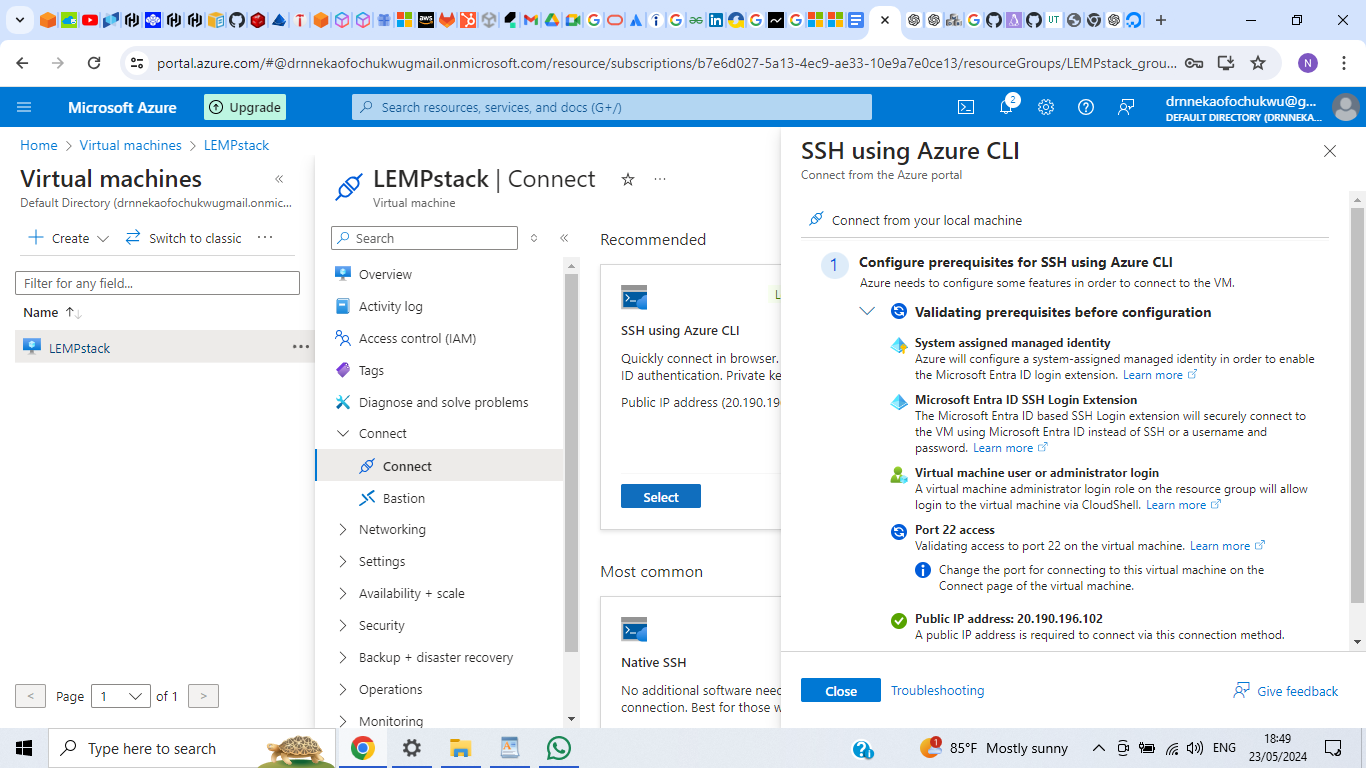 portal.azure.com/#@drnnekaofochukwugmail.onmicrosoft.com/resource/subscriptions/b7e6d027-5a13-4ec9-ae33-10e9a7e0ce13/resourceGroups/LEMPstack_grou...
N
Microsoft Azure
Upgrade
Search resources, services, and docs (G+/)
2
drnnekaofochukwu@g...
DEFAULT DIRECTORY (DRNNEKA...
Home > Virtual machines > LEMPstack
Virtual machines
Default Directory (drnnekaofochukwugmail.onmic...
Create
Switch to classic
Filter for any field...
Name
LEMPstack
Page 1 of 1
LEMPstack | Connect
Virtual machine
Search
Overview
Activity log
Access control (IAM)
Tags
Diagnose and solve problems
Connect
Connect
Bastion
Networking
Settings
Availability + scale
Security
Backup + disaster recovery
Operations
Monitoring
Recommended
SSH using Azure CLI
Quickly connect in browser.
ID authentication. Private ke
Public IP address (20.190.19
Select
Most common
Native SSH
No additional software need
connection. Best for those w
SSH using Azure CLI
Connect from the Azure portal
Connect from your local machine
1
Configure prerequisites for SSH using Azure CLI
Azure needs to configure some features in order to connect to the VM.
Validating prerequisites before configuration
System assigned managed identity
Azure will configure a system-assigned managed identity in order to enable
the Microsoft Entra ID login extension. Learn more
Microsoft Entra ID SSH Login Extension
The Microsoft Entra ID based SSH Login extension will securely connect to
the VM using Microsoft Entra ID instead of SSH or a username and
password. Learn more
Virtual machine user or administrator login
A virtual machine administrator login role on the resource group will allow
login to the virtual machine via CloudShell. Learn more
Port 22 access
Validating access to port 22 on the virtual machine. Learn more
Change the port for connecting to this virtual machine on the
Connect page of the virtual machine.
Public IP address: 20.190.196.102
A public IP address is required to connect via this connection method.
Close
Troubleshooting
Give feedback
Type here to search
1
85°F Mostly sunny
ENG
18:49
23/05/2024